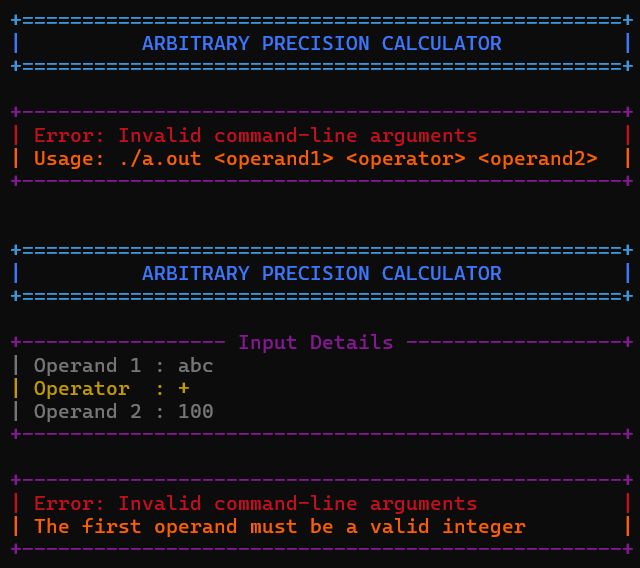 +==================================================+
|          ARBITRARY PRECISION CALCULATOR          |
+==================================================+

+--------------------------------------------------+
| Error: Invalid command-line arguments            |
| Usage: ./a.out <operand1> <operator> <operand2>  |
+--------------------------------------------------+

+==================================================+
|          ARBITRARY PRECISION CALCULATOR          |
+==================================================+

+----------------- Input Details ------------------+
| Operand 1 : abc
| Operator  : +
| Operand 2 : 100
+--------------------------------------------------+

+--------------------------------------------------+
| Error: Invalid command-line arguments            |
| The first operand must be a valid integer        |
+--------------------------------------------------+